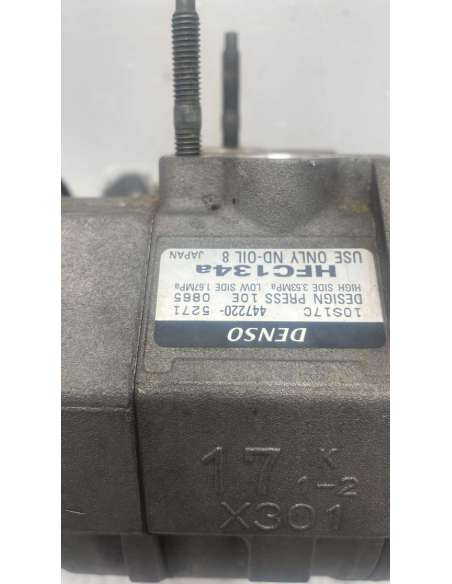 DENSO
10S17C 447220-5271
DESIGN PRESS 10E 0865
HIGH SIDE 3.53MPa LOW SIDE 1.67MPa
HFC134a
USE ONLY ND-OIL 8 JAPAN
17 X
1-2
X301